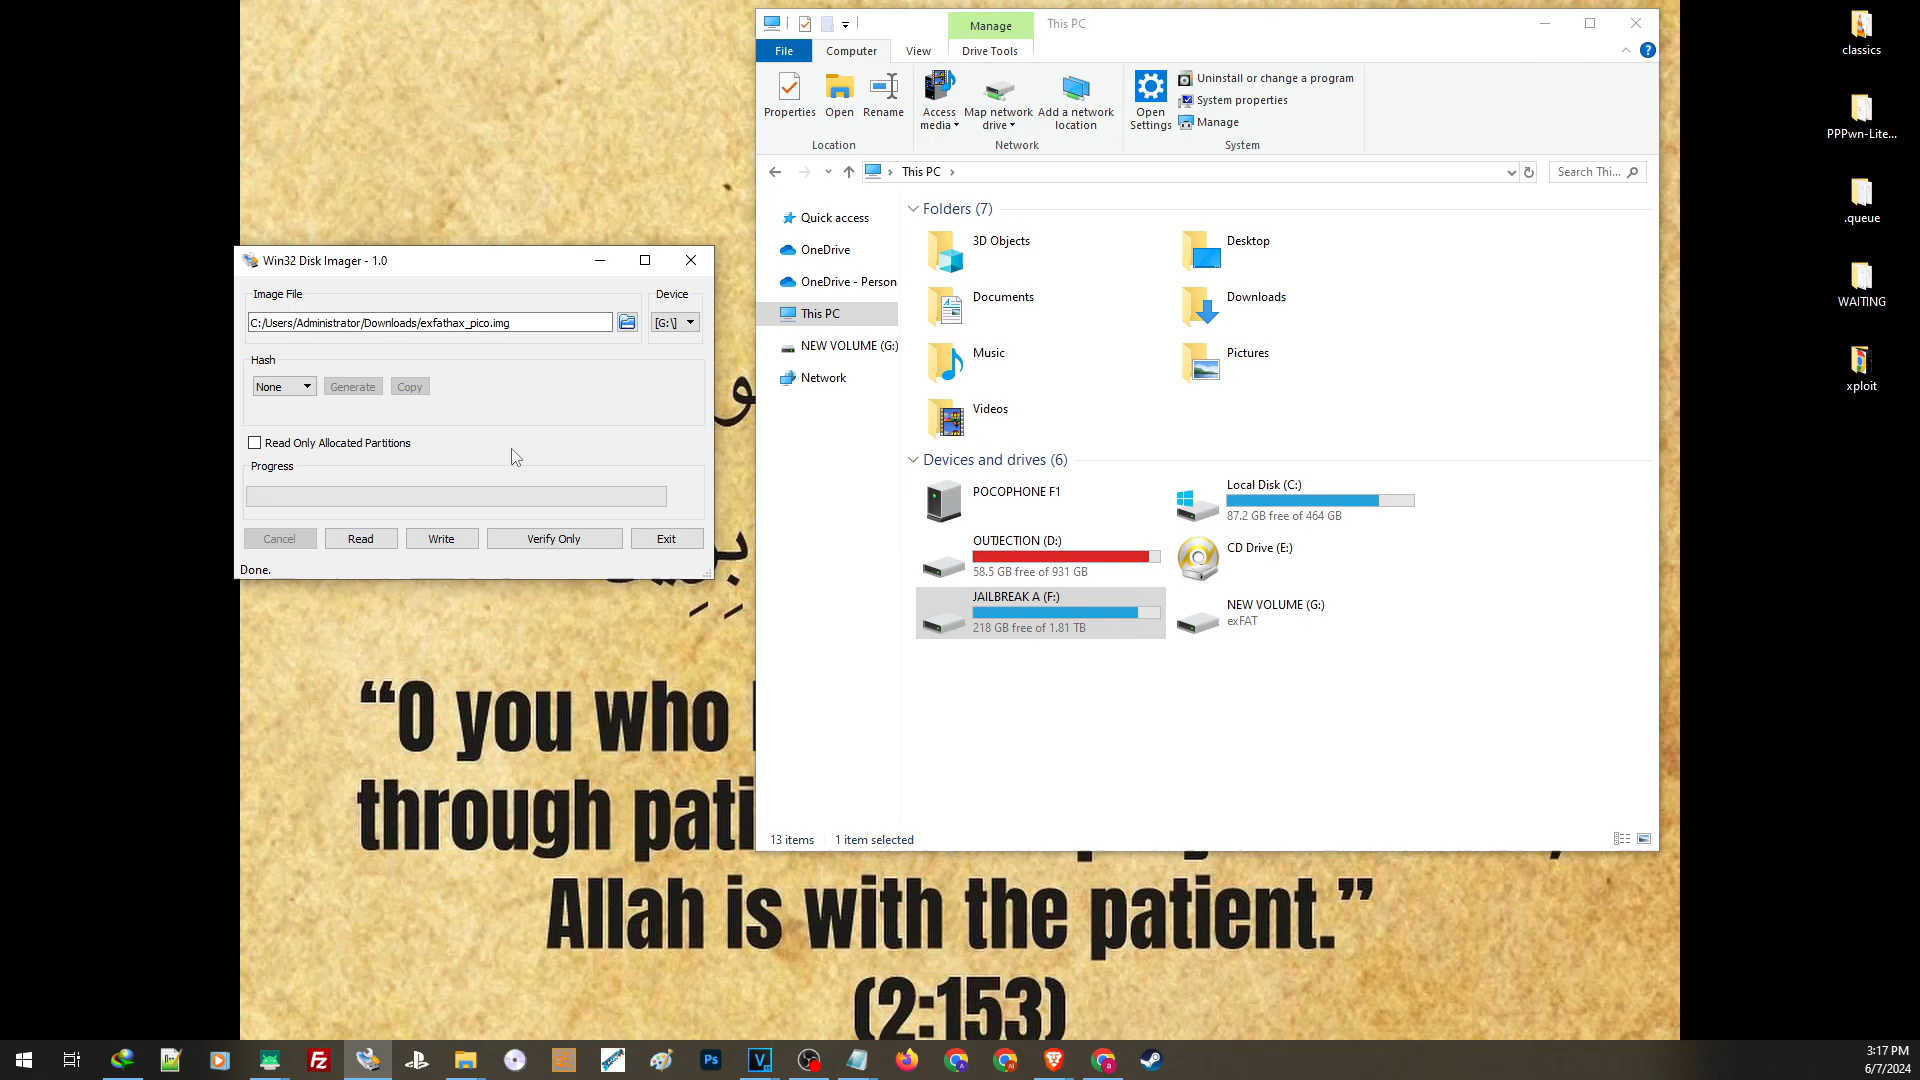 classics
PPPwn-Lite...
.queue
WAITING
xploit
Manage
This PC
File
Computer
View
Drive Tools
Properties
Open
Rename
Access media
Map network drive
Add a network location
Open Settings
Uninstall or change a program
System properties
Manage
Location
Network
System
This PC
Search Thi...
Quick access
OneDrive
OneDrive - Person
This PC
NEW VOLUME (G:)
Network
Folders (7)
3D Objects
Desktop
Documents
Downloads
Music
Pictures
Videos
Devices and drives (6)
POCOPHONE F1
Local Disk (C:)
87.2 GB free of 464 GB
OUTJECTION (D:)
58.5 GB free of 931 GB
CD Drive (E:)
JAILBREAK A (F:)
218 GB free of 1.81 TB
NEW VOLUME (G:)
exFAT
13 items
1 item selected
Win32 Disk Imager - 1.0
Image File
Device
C:/Users/Administrator/Downloads/exfathax_pico.img
[G:\]
Hash
None
Generate
Copy
Read Only Allocated Partitions
Progress
Cancel
Read
Write
Verify Only
Exit
Done.
“O you who
through pati
Allah is with the patient.”
(2:153)
3:17 PM
6/7/2024